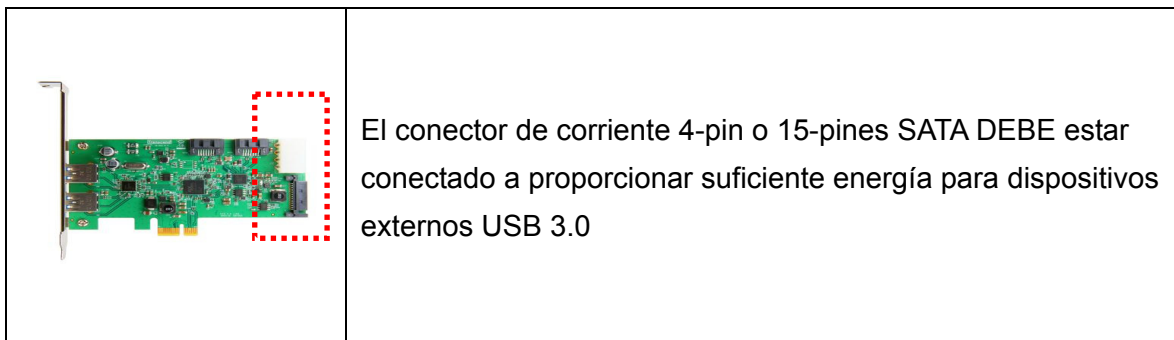 El conector de corriente 4-pin o 15-pines SATA DEBE estar
conectado a proporcionar suficiente energía para dispositivos
externos USB 3.0